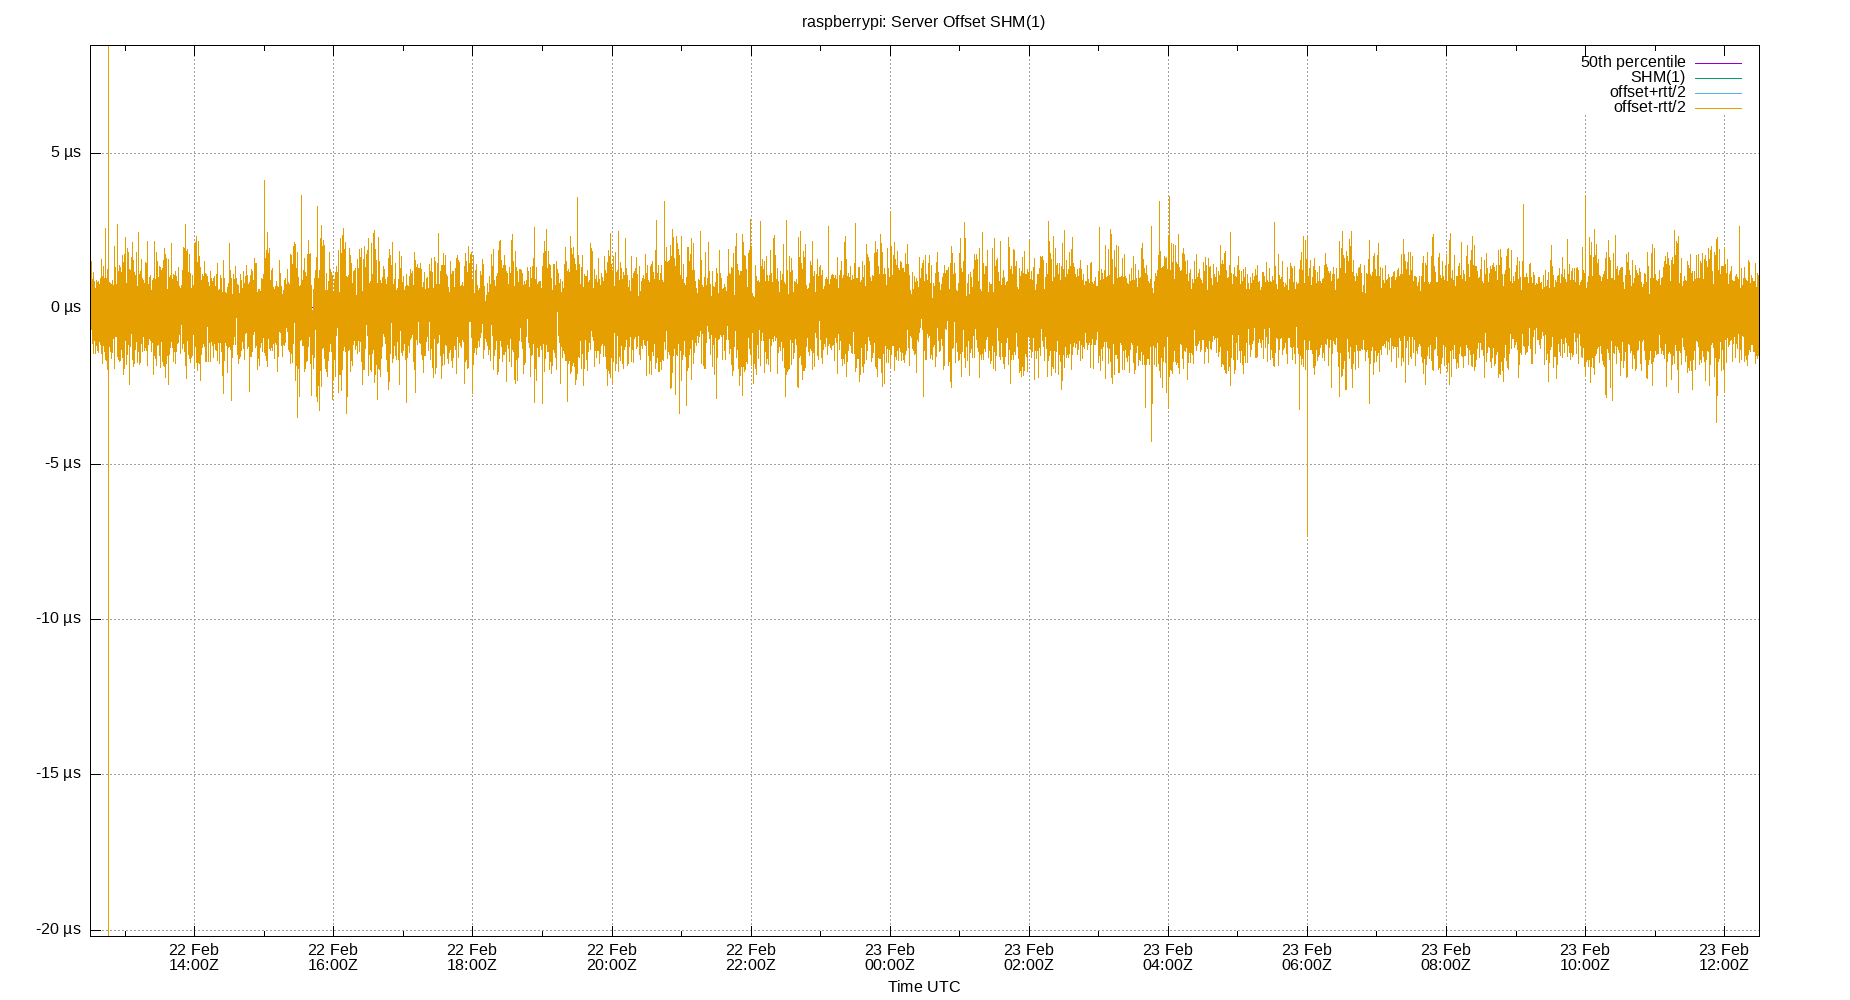 raspberrypi: Server Offset SHM(1)
50th percentile
SHM(1)
offset+rtt/2
offset-rtt/2
5 µs
0 µs
-5 µs
-10 µs
-15 µs
-20 µs
22 Feb 22 Feb 22 Feb 22 Feb 22 Feb 23 Feb 23 Feb 23 Feb 23 Feb 23 Feb 23 Feb 23 Feb
14:00Z 16:00Z 18:00Z 20:00Z 22:00Z 00:00Z 02:00Z 04:00Z 06:00Z 08:00Z 10:00Z 12:00Z
Time UTC